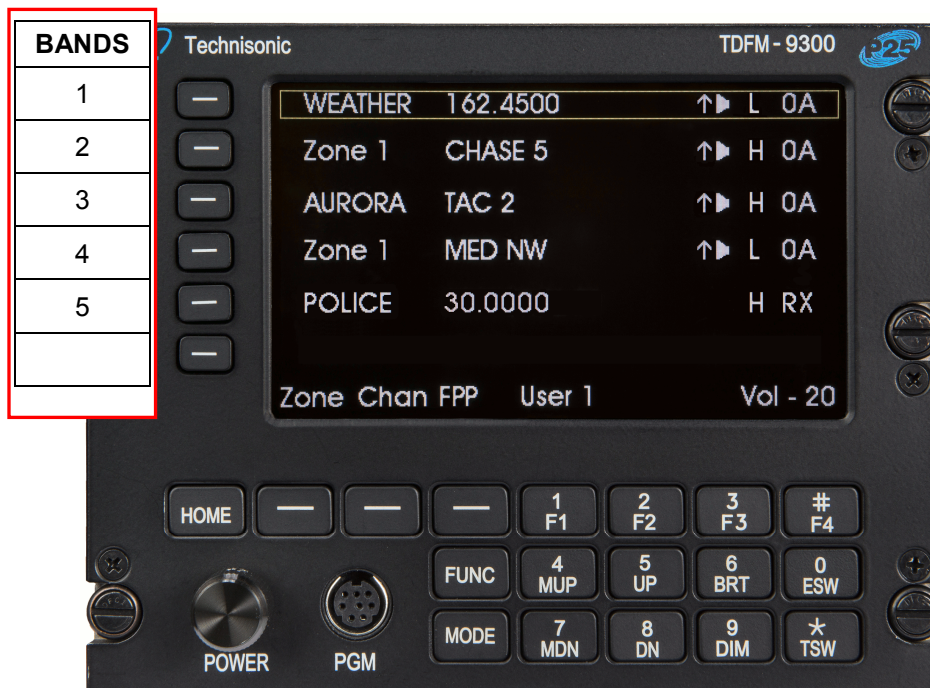 BANDS
1
2
3
4
5
Technisonic TDFM - 9300 P25
WEATHER 162.4500 ↑ L 0A
Zone 1 CHASE 5 ↑ H 0A
AURORA TAC 2 ↑ H 0A
Zone 1 MED NW ↑ L 0A
POLICE 30.0000 H RX
Zone Chan FPP User 1 Vol - 20
HOME 1 2 3 #
F1 F2 F3 F4
FUNC 4 5 6 0
MUP UP BRT ESW
MODE 7 8 9 *
MDN DN DIM TSW
POWER PGM